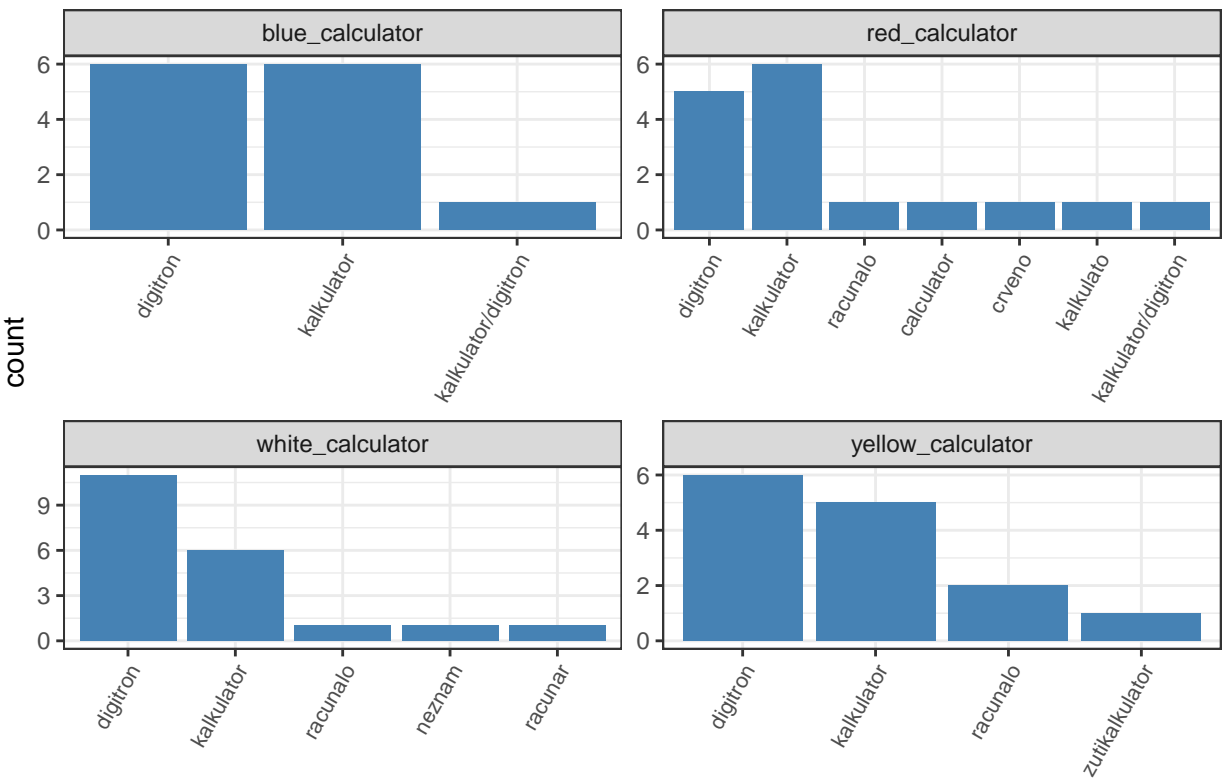 blue_calculator
red_calculator
6
4
2
0
6
4
2
0
digitron
kalkulator
kalkulator/digitron
digitron
kalkulator
racunalo
calculator
crveno
kalkulato
kalkulator/digitron
count
white_calculator
yellow_calculator
9
6
3
0
6
4
2
0
digitron
kalkulator
racunalo
neznam
racunar
digitron
kalkulator
racunalo
zutikalkulator